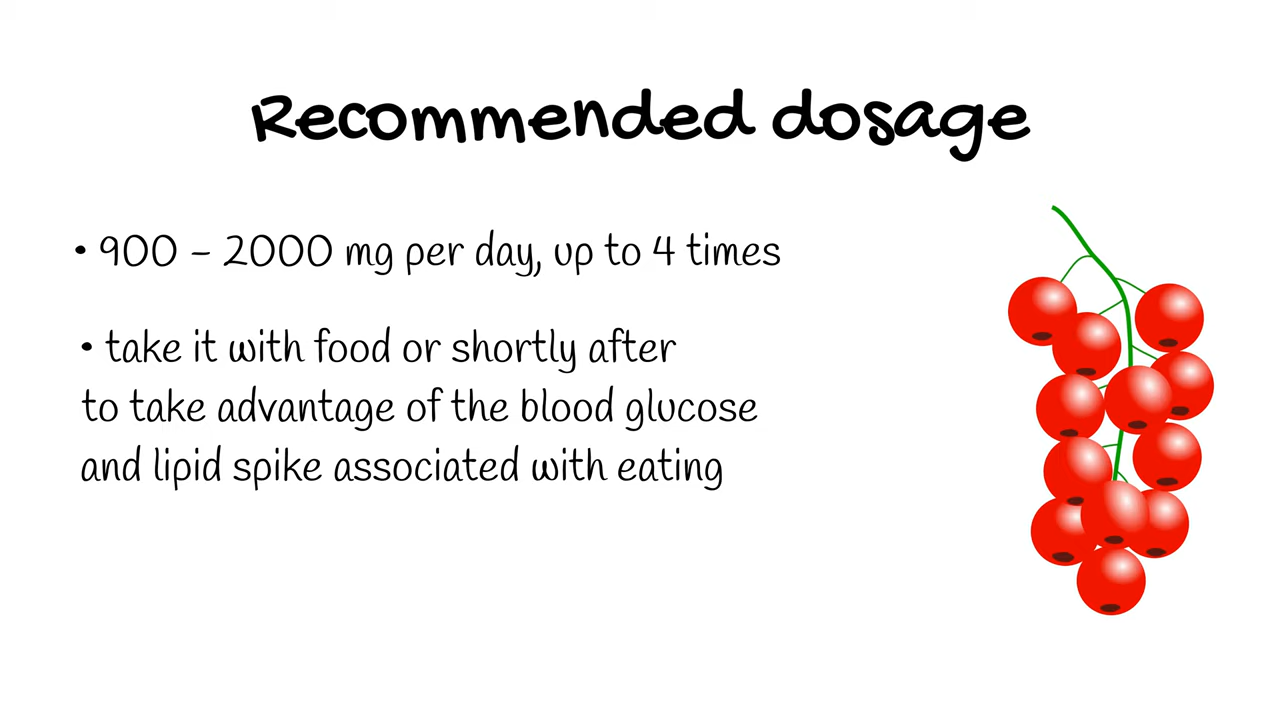 Recommended dosage
• 900 – 2000 mg per day, up to 4 times
• take it with food or shortly after
to take advantage of the blood glucose
and lipid spike associated with eating